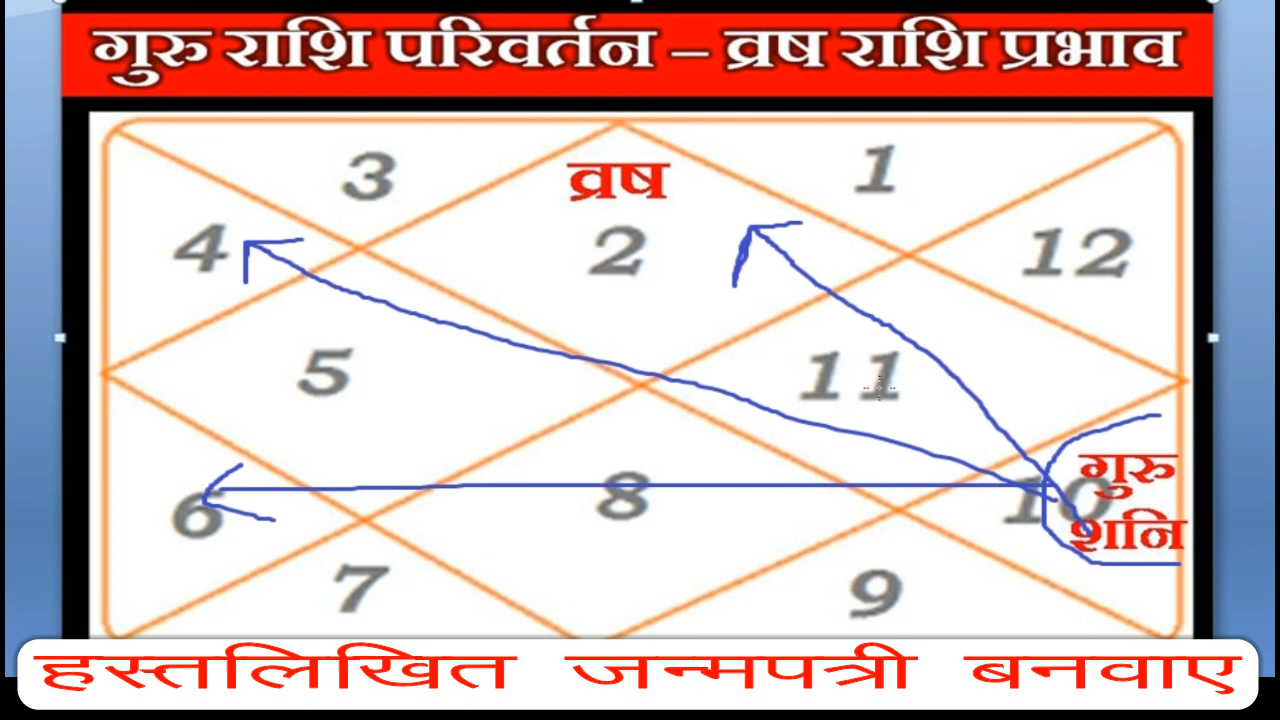 गुरु राशि परिवर्तन – व्रष राशि प्रभाव
3
व्रष
1
4
2
12
5
11
गुरु
10
शनि
6
8
7
9
हस्तलिखित जन्मपत्री बनवाए